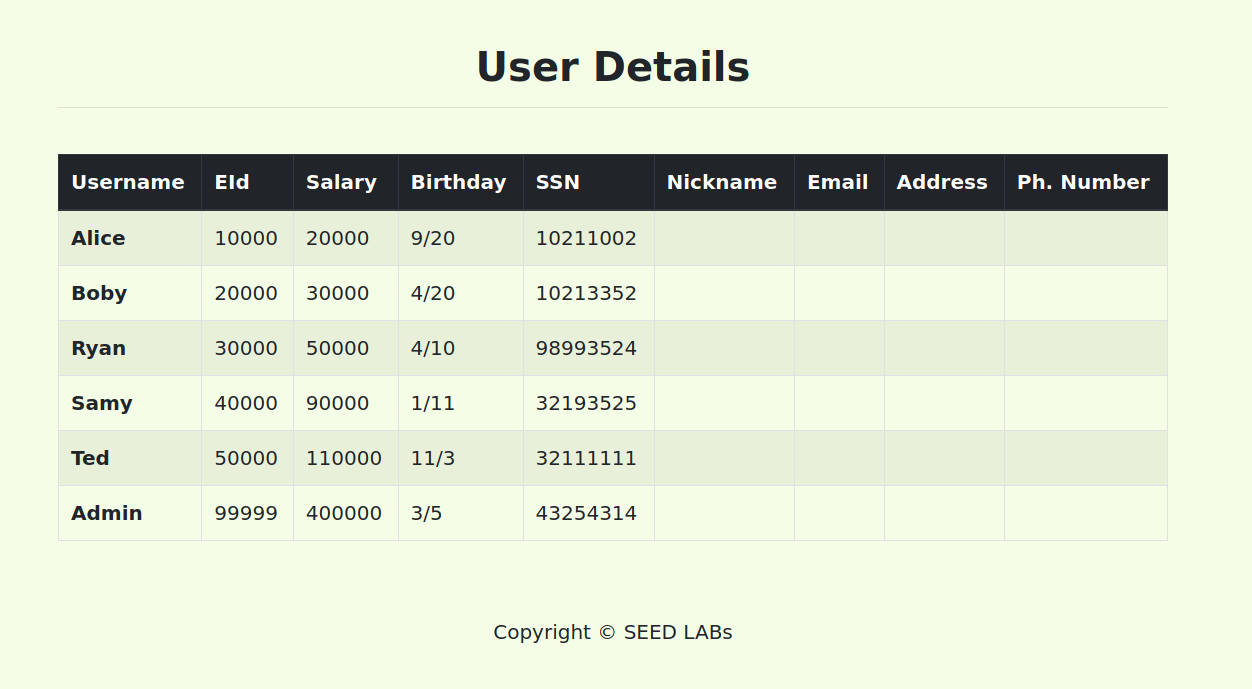 User Details
Username EId Salary Birthday SSN Nickname Email Address Ph. Number
Alice 10000 20000 9/20 10211002
Boby 20000 30000 4/20 10213352
Ryan 30000 50000 4/10 98993524
Samy 40000 90000 1/11 32193525
Ted 50000 110000 11/3 32111111
Admin 99999 400000 3/5 43254314
Copyright © SEED LABs